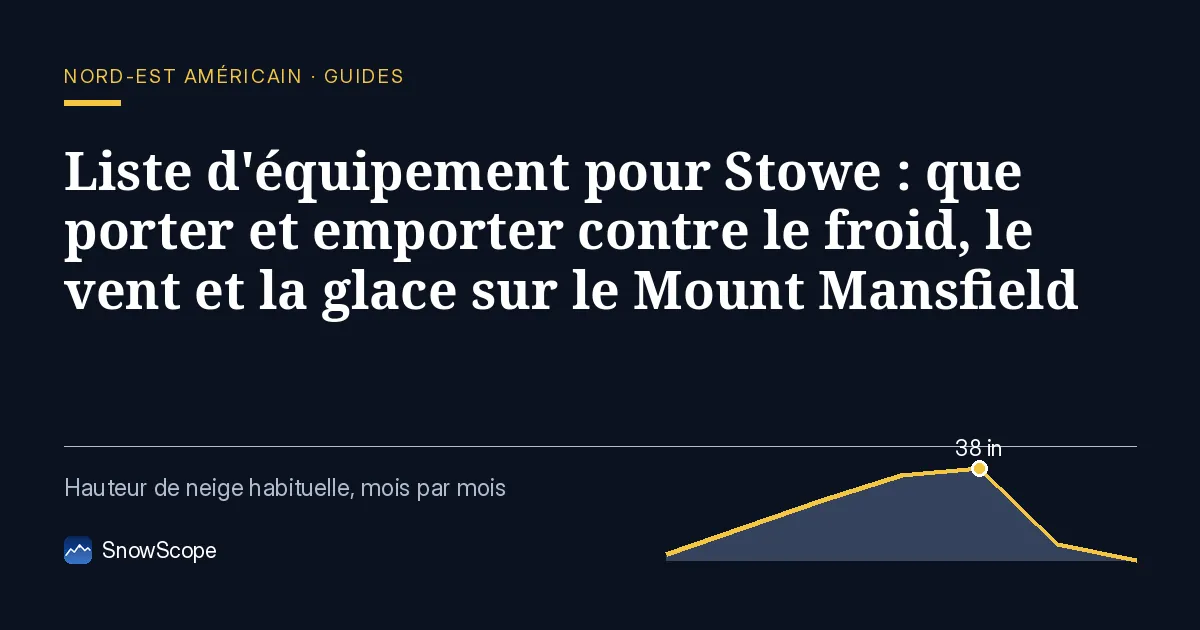 NORD-EST AMÉRICAIN · GUIDES
Liste d'équipement pour Stowe : que
porter et emporter contre le froid, le
vent et la glace sur le Mount Mansfield
38 in
Hauteur de neige habituelle, mois par mois
SnowScope